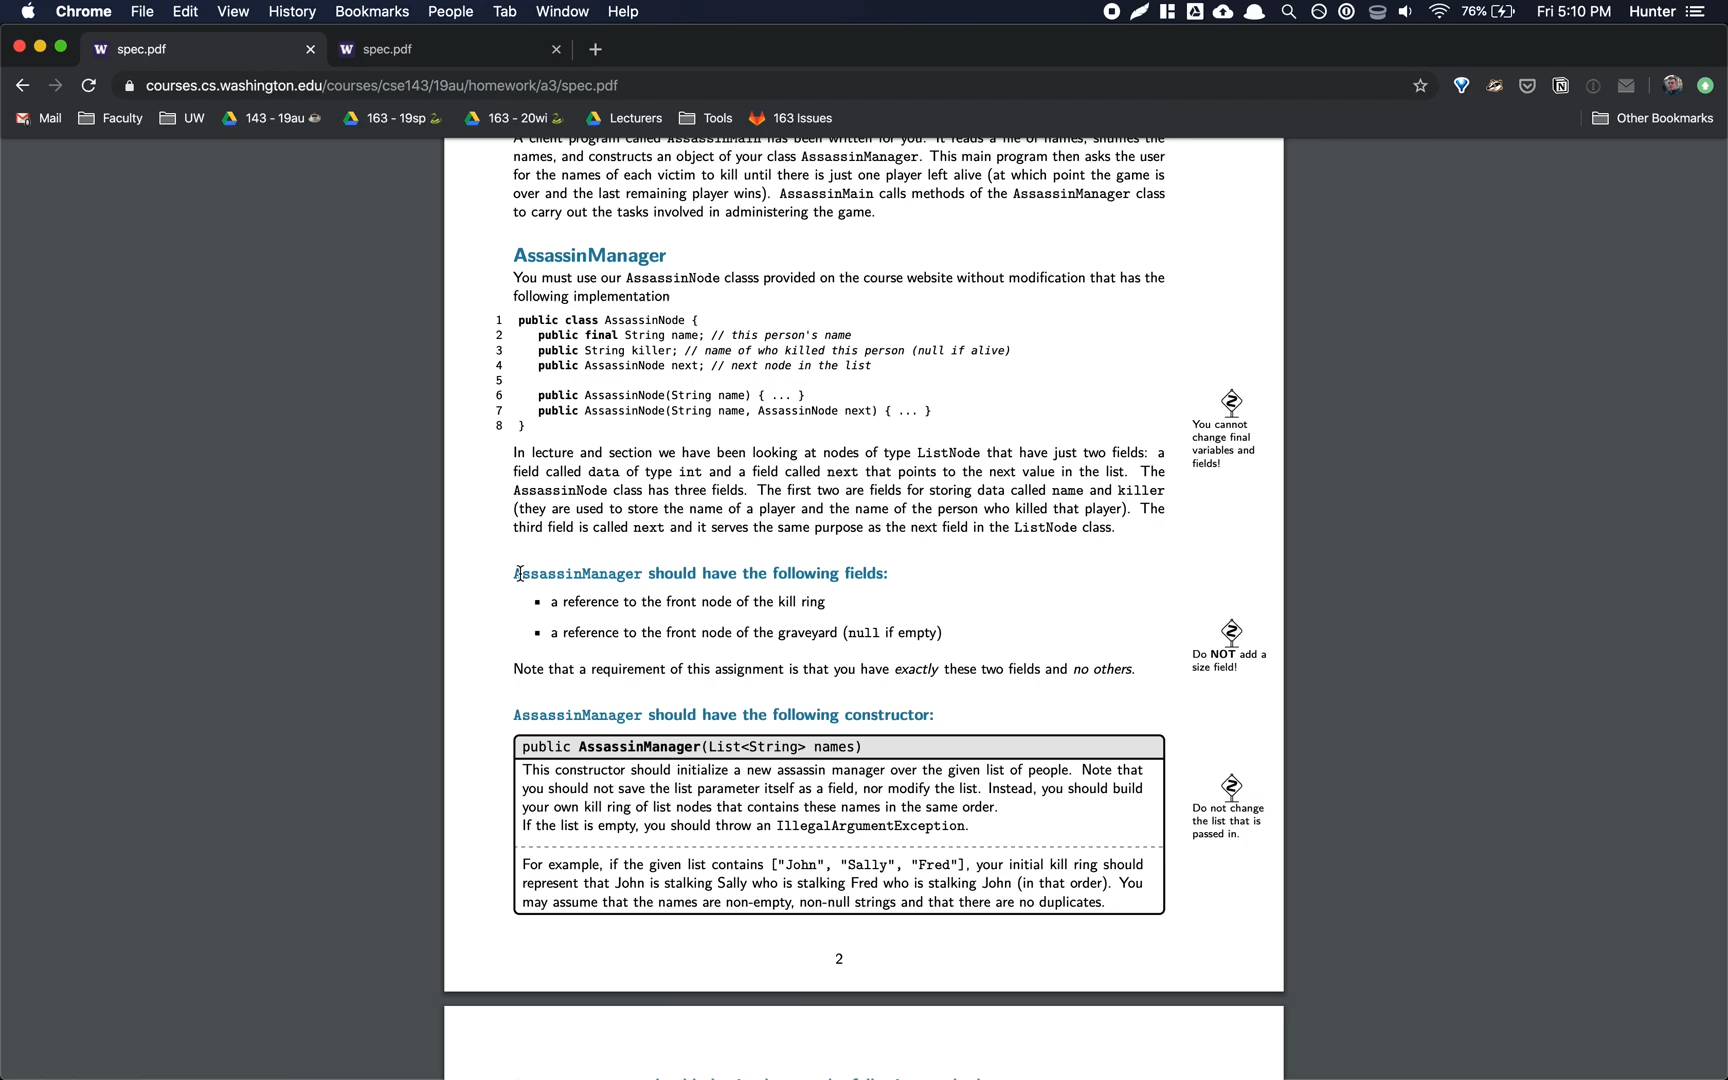 Chrome File Edit View History Bookmarks People Tab Window Help 76% Fri 5:10 PM Hunter
spec.pdf spec.pdf
courses.cs.washington.edu/courses/cse143/19au/homework/a3/spec.pdf
Mail Faculty UW 143 - 19au 163 - 19sp 163 - 20wi Lecturers Tools 163 Issues Other Bookmarks
A client program called AssassinMain has been written for you. It reads a file of names, shuffles the
names, and constructs an object of your class AssassinManager. This main program then asks the user
for the names of each victim to kill until there is just one player left alive (at which point the game is
over and the last remaining player wins). AssassinMain calls methods of the AssassinManager class
to carry out the tasks involved in administering the game.
AssassinManager
You must use our AssassinNode classs provided on the course website without modification that has the
following implementation
1 public class AssassinNode {
2 public final String name; // this person's name
3 public String killer; // name of who killed this person (null if alive)
4 public AssassinNode next; // next node in the list
5
6 public AssassinNode(String name) { ... }
7 public AssassinNode(String name, AssassinNode next) { ... }
8 }
You cannot
change final
variables and
fields!
In lecture and section we have been looking at nodes of type ListNode that have just two fields: a
field called data of type int and a field called next that points to the next value in the list. The
AssassinNode class has three fields. The first two are fields for storing data called name and killer
(they are used to store the name of a player and the name of the person who killed that player). The
third field is called next and it serves the same purpose as the next field in the ListNode class.
AssassinManager should have the following fields:
▪ a reference to the front node of the kill ring
▪ a reference to the front node of the graveyard (null if empty)
Do NOT add a
size field!
Note that a requirement of this assignment is that you have exactly these two fields and no others.
AssassinManager should have the following constructor:
public AssassinManager(List<String> names)
This constructor should initialize a new assassin manager over the given list of people. Note that
you should not save the list parameter itself as a field, nor modify the list. Instead, you should build
your own kill ring of list nodes that contains these names in the same order.
If the list is empty, you should throw an IllegalArgumentException.
Do not change
the list that is
passed in.
For example, if the given list contains ["John", "Sally", "Fred"], your initial kill ring should
represent that John is stalking Sally who is stalking Fred who is stalking John (in that order). You
may assume that the names are non-empty, non-null strings and that there are no duplicates.
2